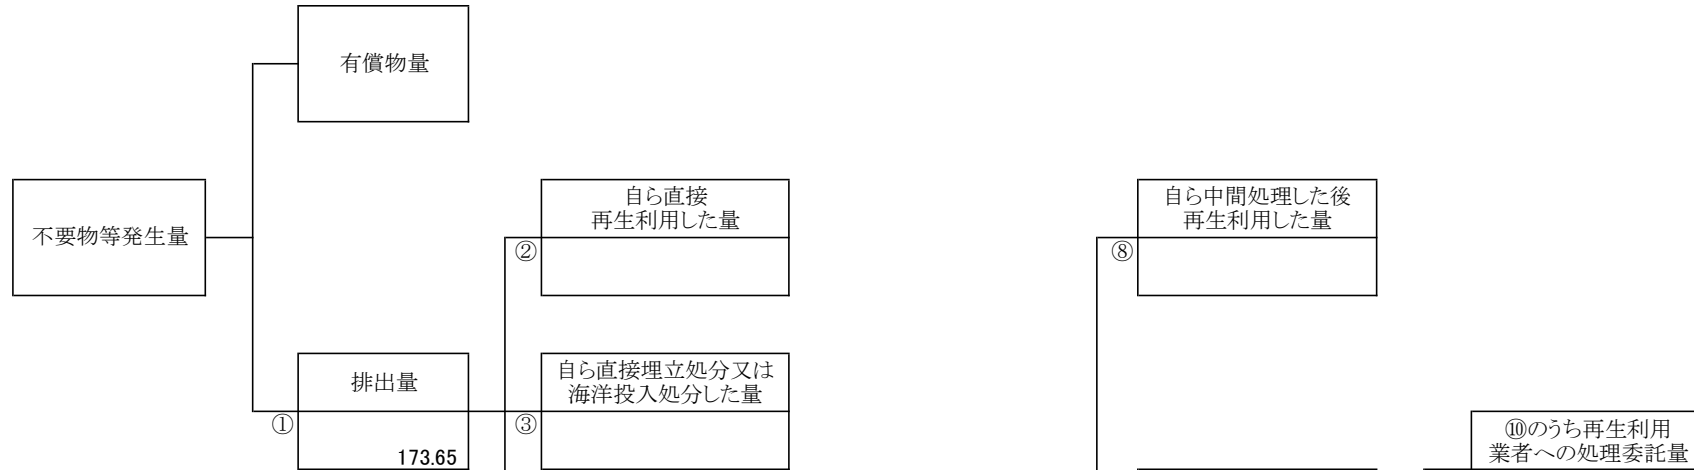 有償物量
不要物等発生量
自ら直接
再生利用した量
②
自ら中間処理した後
再生利用した量
⑧
排出量
①
173.65
自ら直接埋立処分又は
海洋投入処分した量
③
⑩のうち再生利用
業者への処理委託量